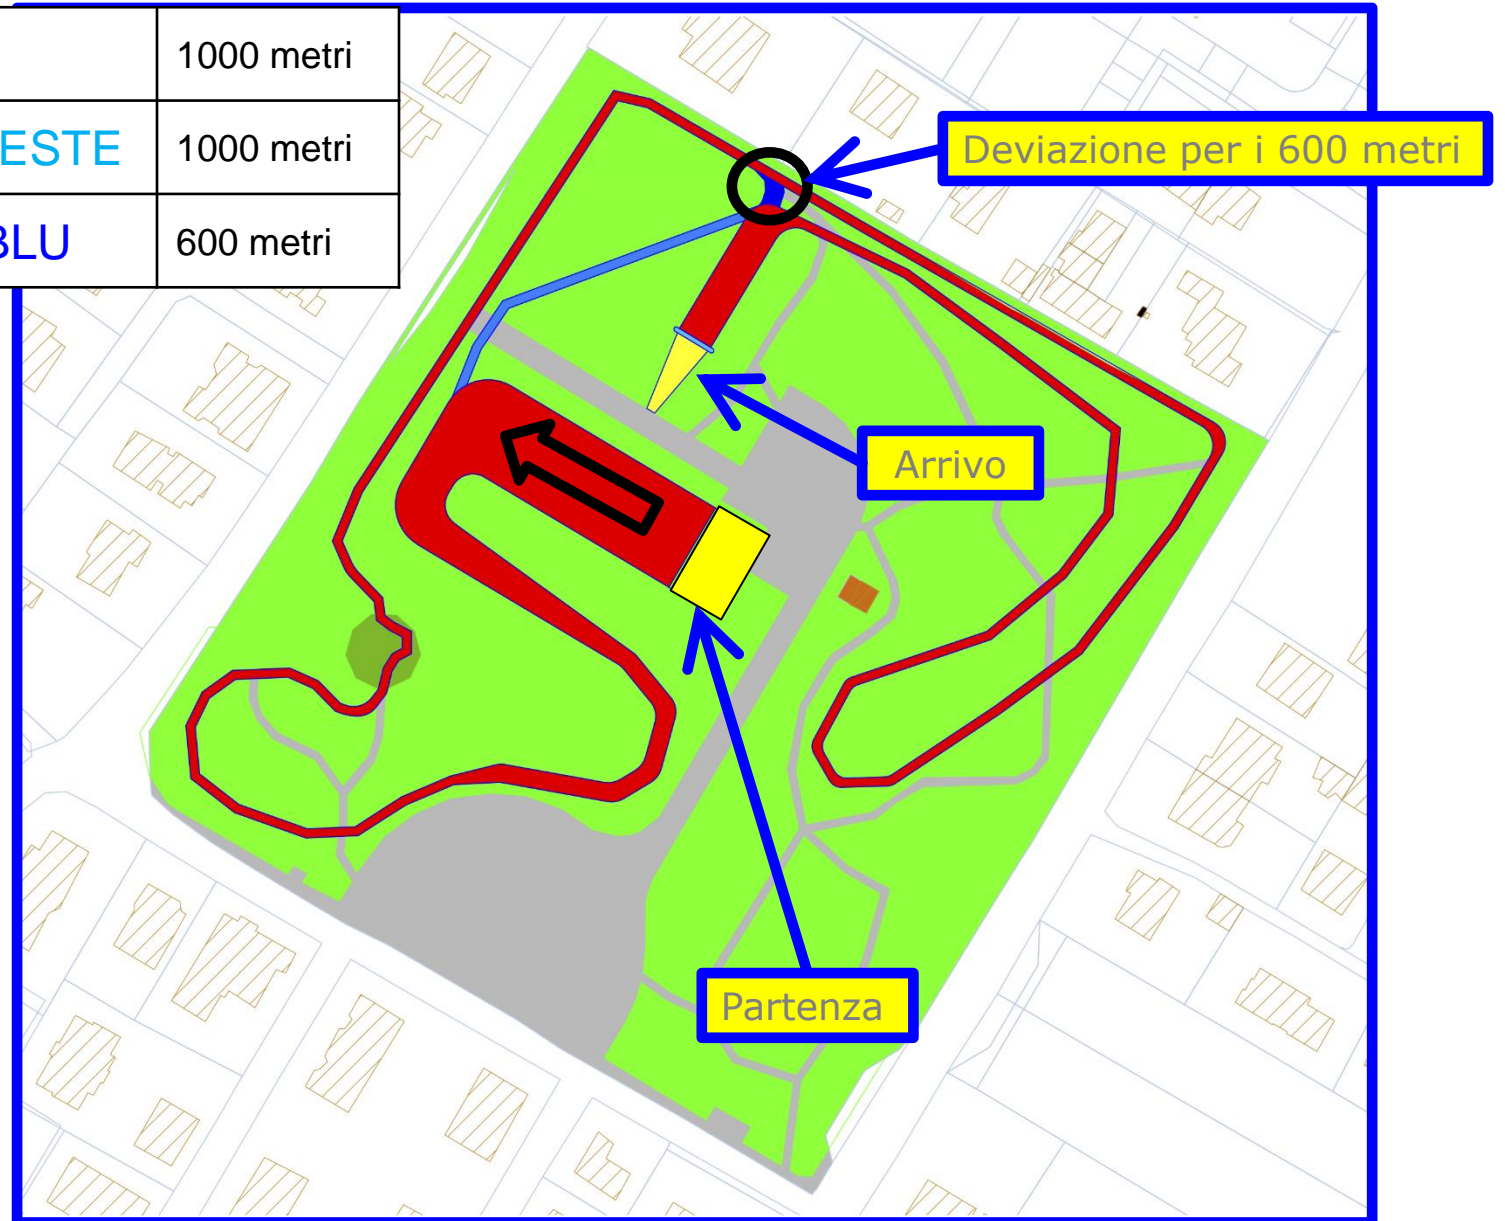 1000 metri
ESTE 1000 metri
BLU 600 metri
Deviazione per i 600 metri
Arrivo
Partenza